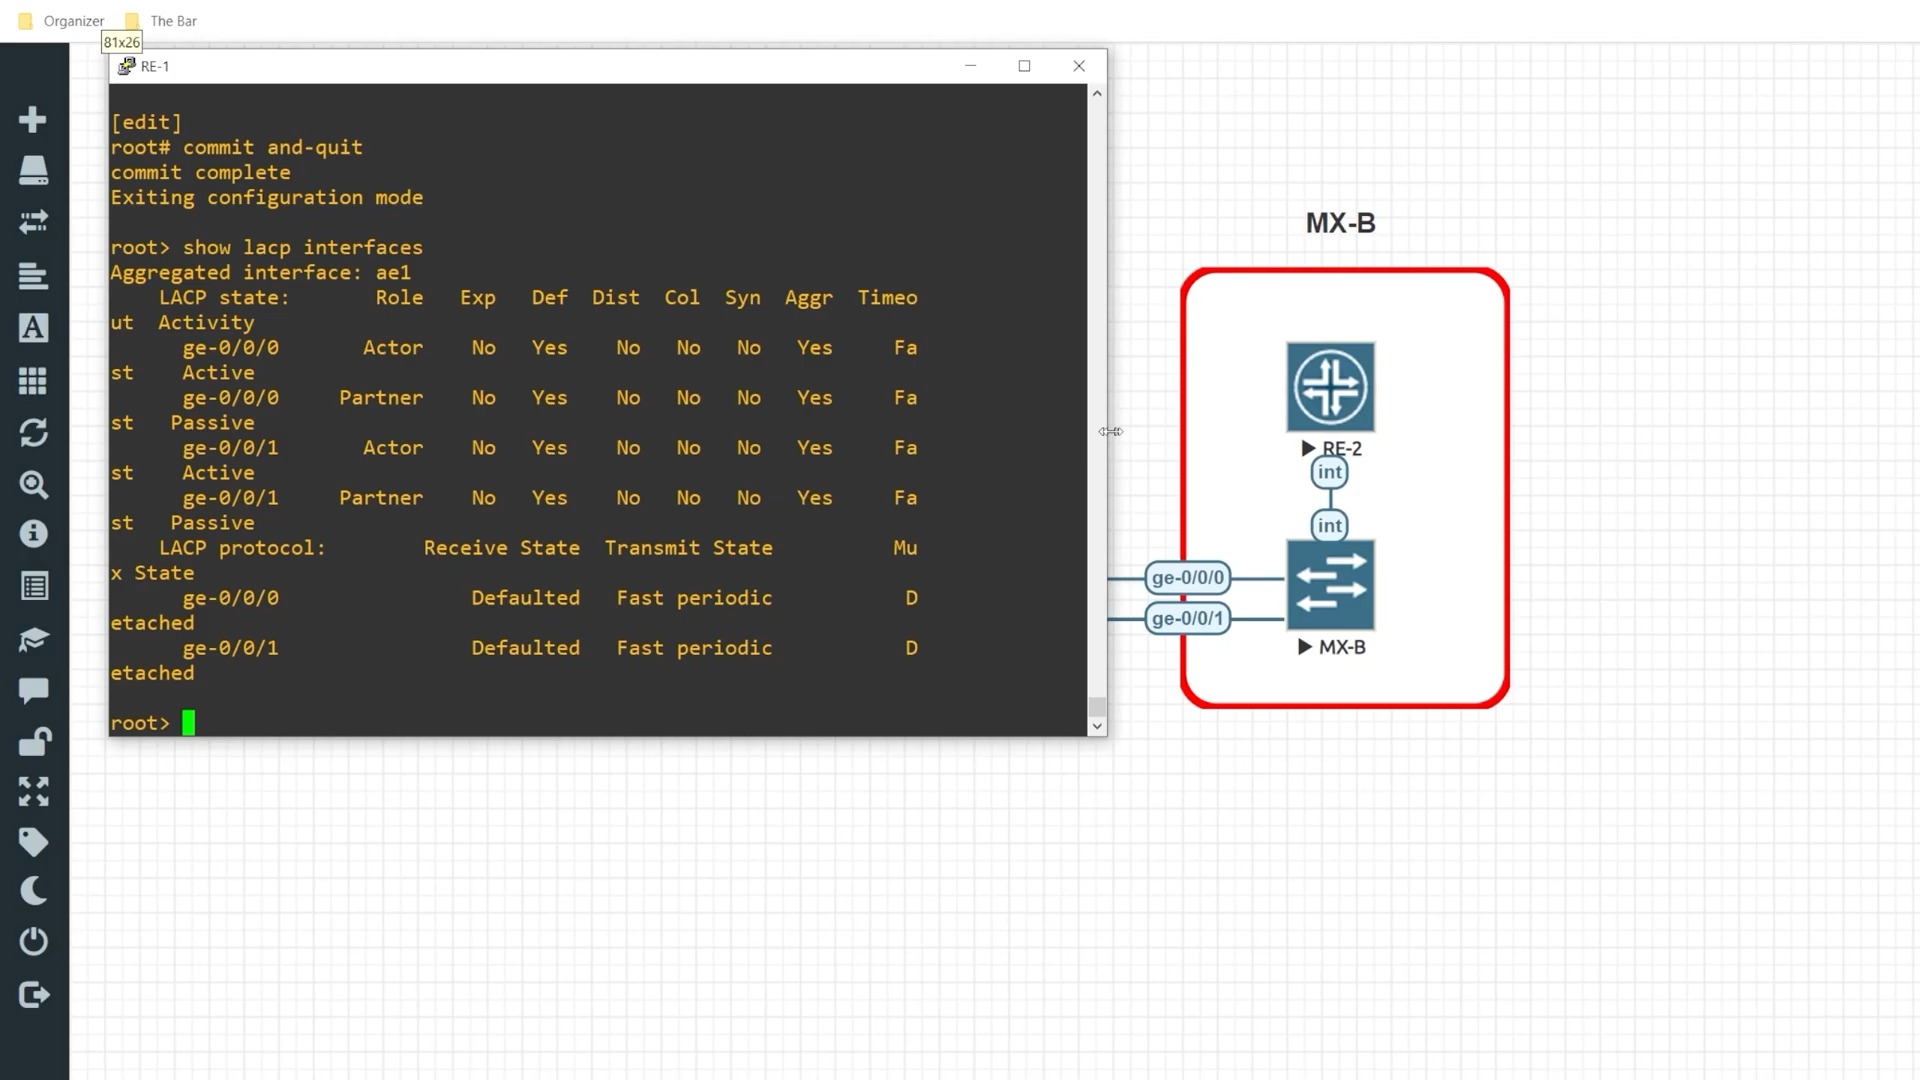 Organizer The Bar
81x26
RE-1
[edit]
root# commit and-quit
commit complete
Exiting configuration mode
root> show lacp interfaces
Aggregated interface: ae1
LACP state: Role Exp Def Dist Col Syn Aggr Timeo
ut Activity
ge-0/0/0 Actor No Yes No No No Yes Fa
st Active
ge-0/0/0 Partner No Yes No No No Yes Fa
st Passive
ge-0/0/1 Actor No Yes No No No Yes Fa
st Active
ge-0/0/1 Partner No Yes No No No Yes Fa
st Passive
LACP protocol: Receive State Transmit State Mu
x State
ge-0/0/0 Defaulted Fast periodic D
etached
ge-0/0/1 Defaulted Fast periodic D
etached
root>
MX-B
RE-2
int
int
ge-0/0/0
ge-0/0/1
MX-B